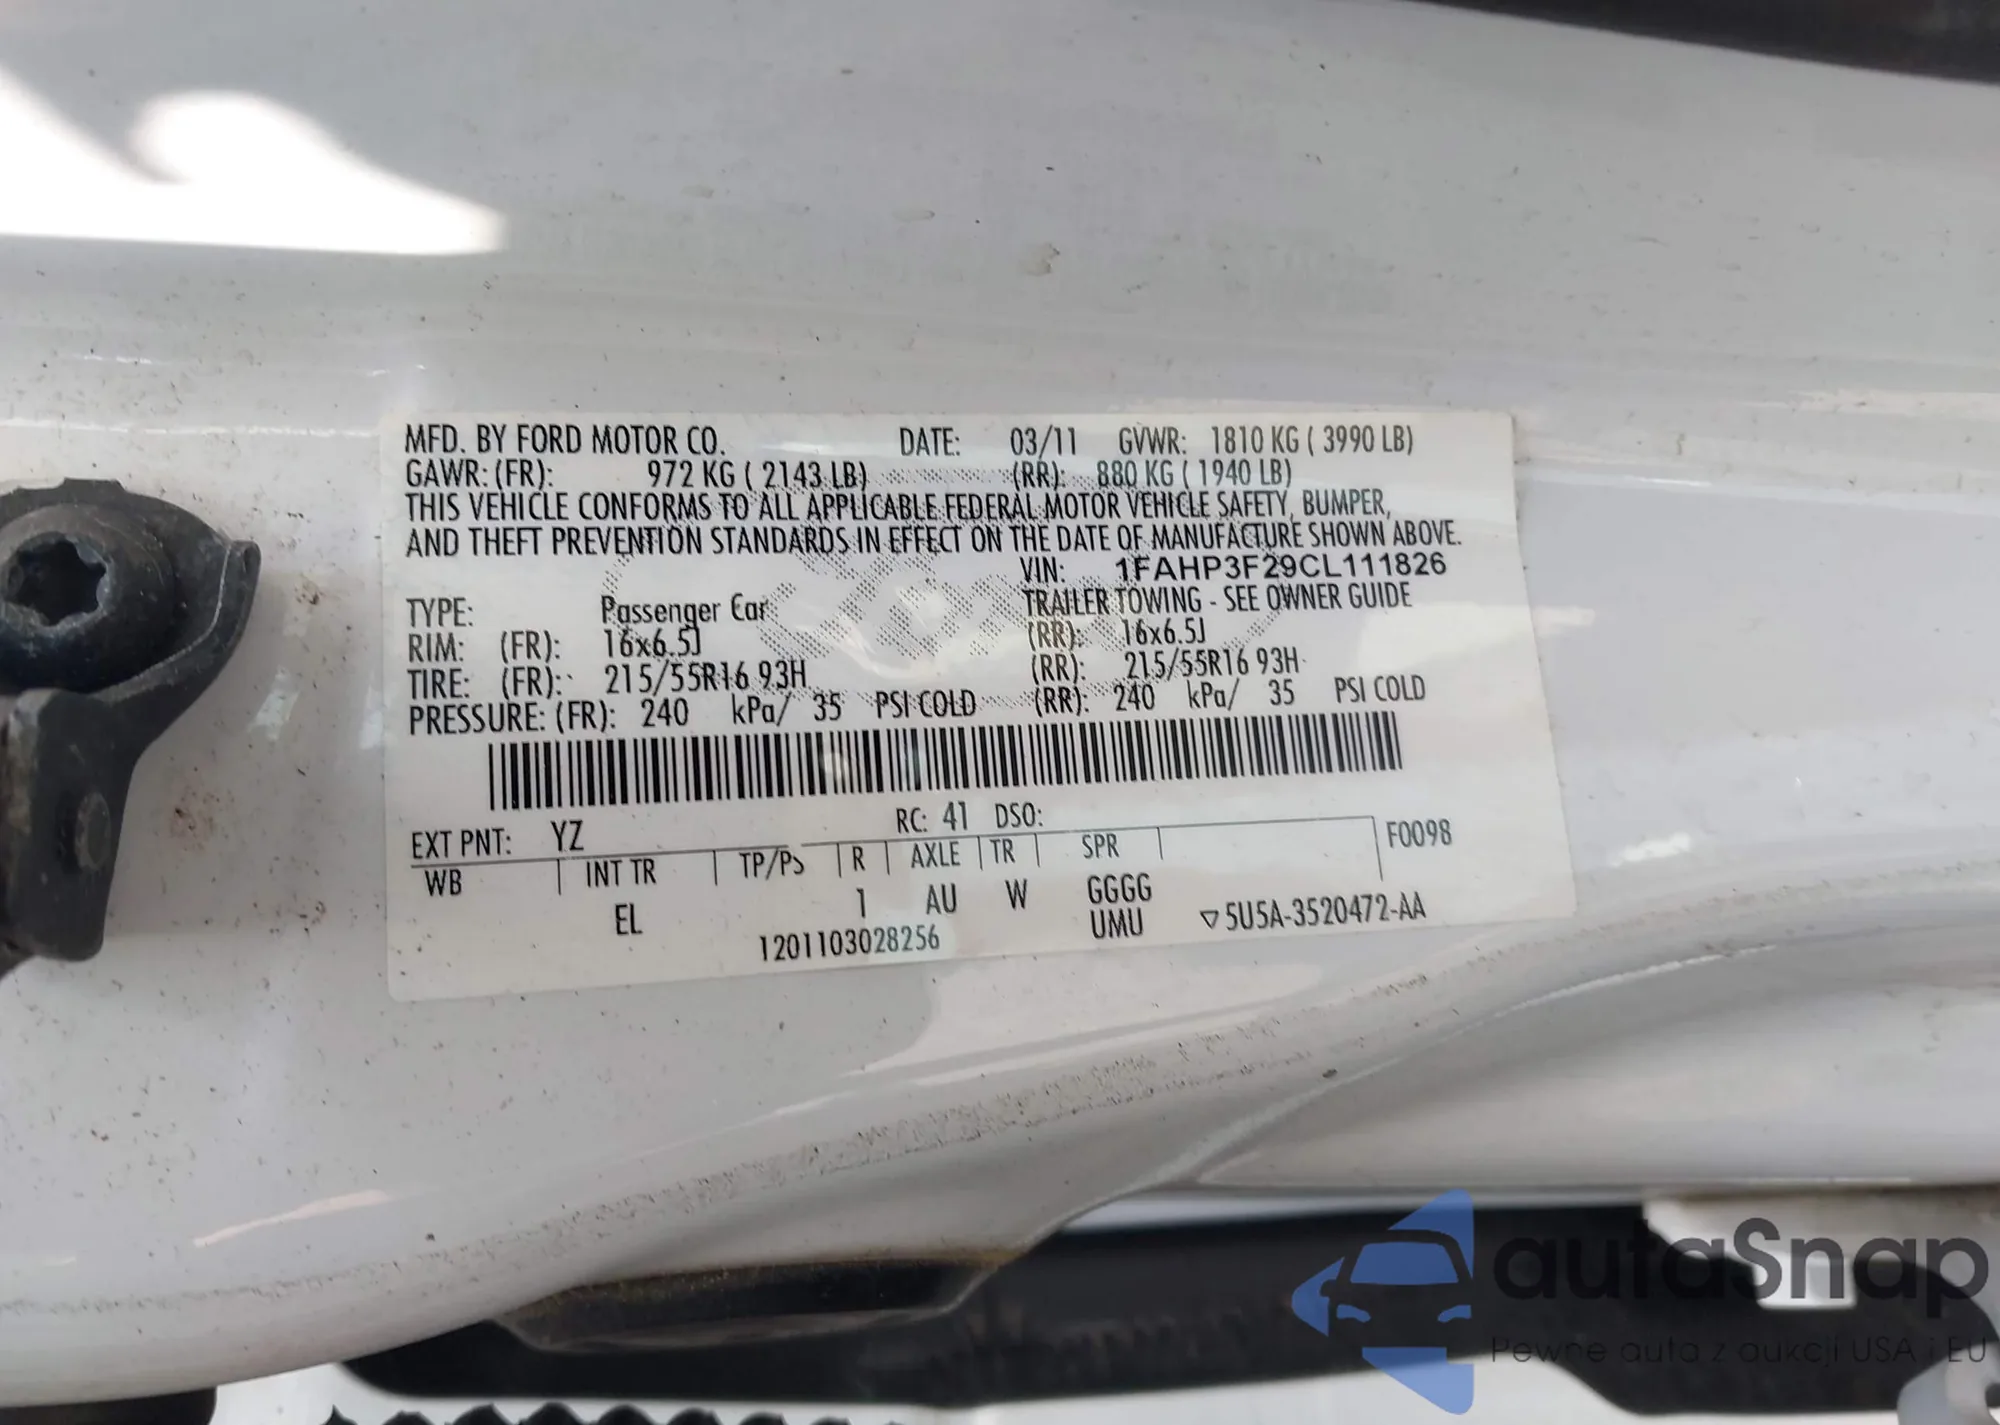 MFD. BY FORD MOTOR CO. DATE: 03/11 GVWR: 1810 KG ( 3990 LB)
GAWR: (FR): 972 KG ( 2143 LB) (RR): 880 KG ( 1940 LB)
THIS VEHICLE CONFORMS TO ALL APPLICABLE FEDERAL MOTOR VEHICLE SAFETY, BUMPER,
AND THEFT PREVENTION STANDARDS IN EFFECT ON THE DATE OF MANUFACTURE SHOWN ABOVE.
VIN: 1FAHP3F29CL111826
TYPE: Passenger Car TRAILER TOWING - SEE OWNER GUIDE
RIM: (FR): 16x6.5J (RR): 16x6.5J
TIRE: (FR): 215/55R16 93H (RR): 215/55R16 93H
PRESSURE: (FR): 240 kPa/ 35 PSI COLD (RR): 240 kPa/ 35 PSI COLD
EXT PNT: YZ RC: 41 DSO: F0098
WB INT TR TP/PS R AXLE TR SPR
EL 1 AU W GGGG
UMU
1201103028256 ▽5U5A-3520472-AA
autaSnap
Pewne auta z aukcji USA i EU